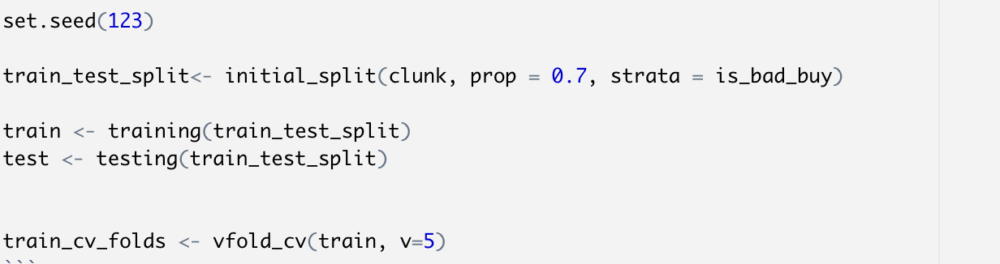 set.seed(123)
train_test_split<- initial_split(clunk, prop = 0.7, strata = is_bad_buy)
train <- training(train_test_split)
test <- testing(train_test_split)
train_cv_folds <- vfold_cv(train, v=5)
```